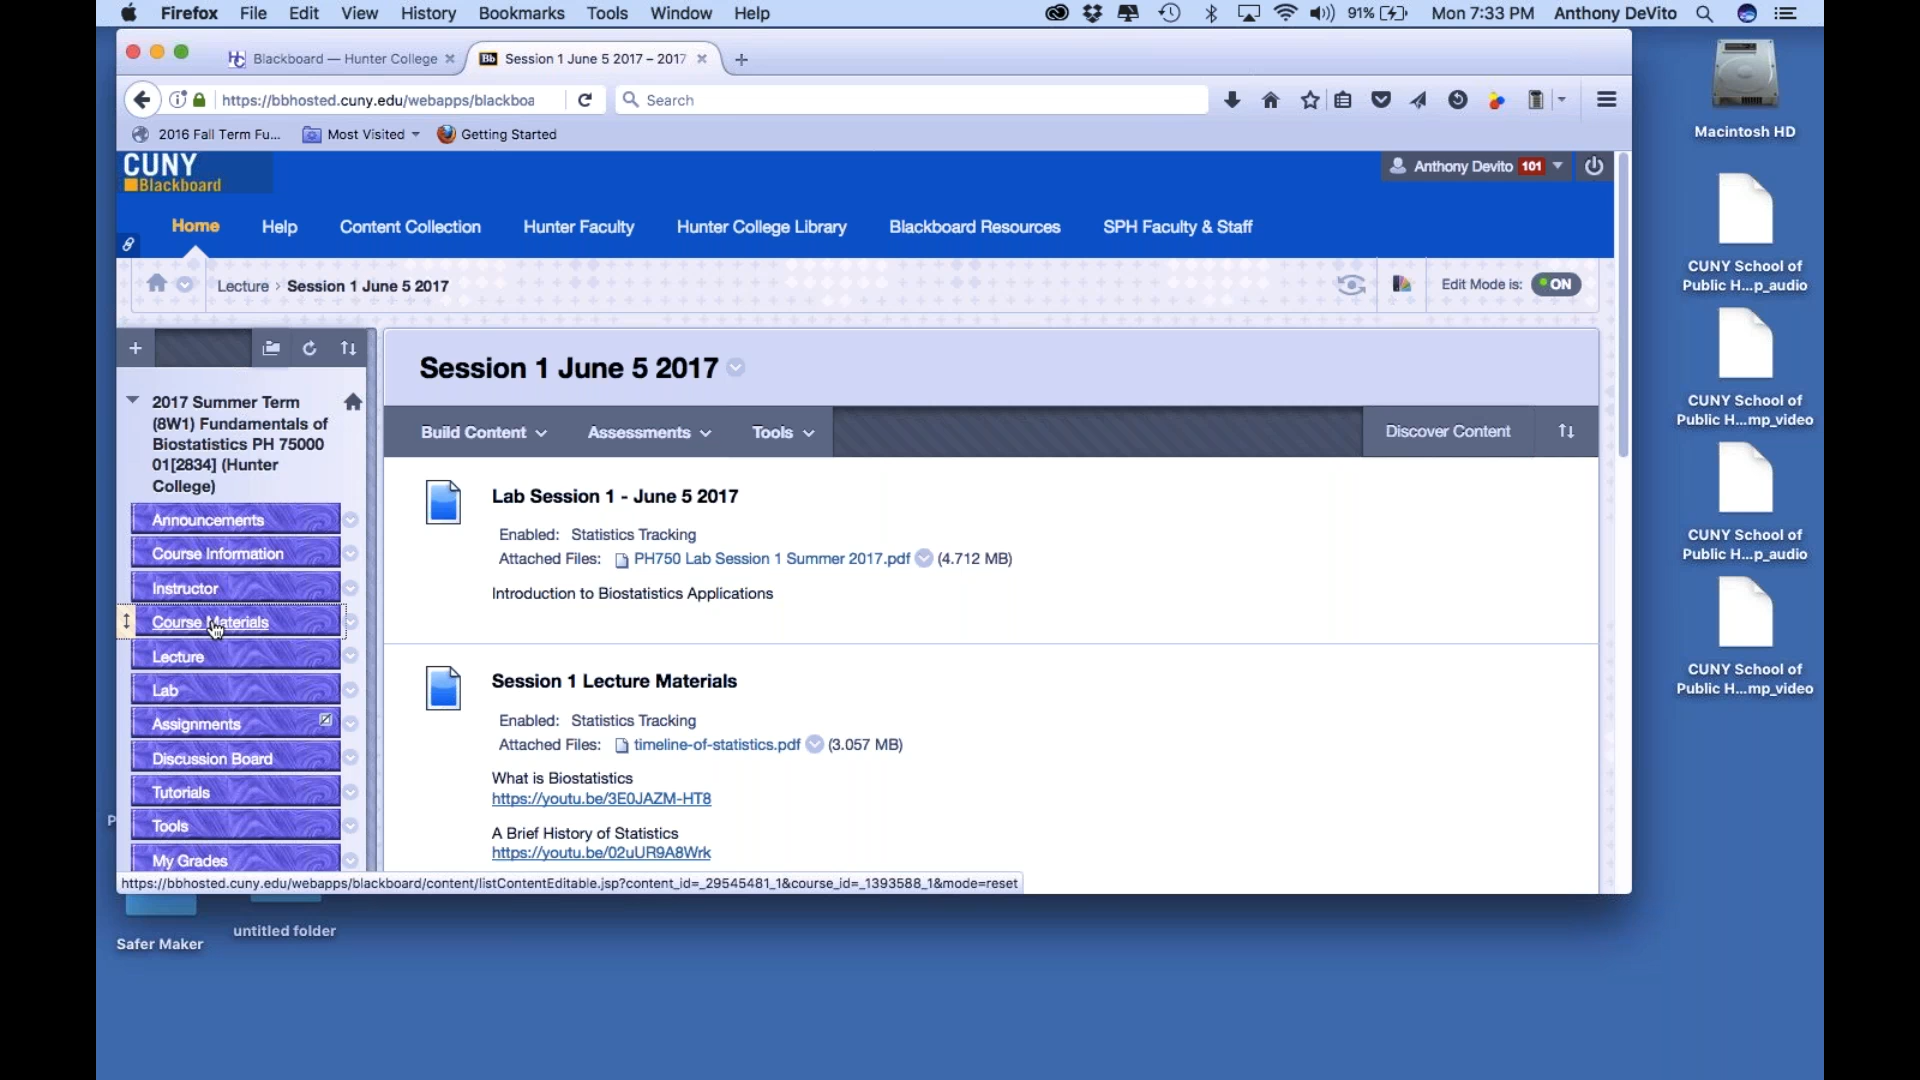 Firefox File Edit View History Bookmarks Tools Window Help
91% Mon 7:33 PM Anthony DeVito
Blackboard — Hunter College
Session 1 June 5 2017 – 2017
https://bbhosted.cuny.edu/webapps/blackboa
Search
2016 Fall Term Fu...
Most Visited
Getting Started
CUNY
Blackboard
Anthony Devito 101
Home
Help
Content Collection
Hunter Faculty
Hunter College Library
Blackboard Resources
SPH Faculty & Staff
Lecture > Session 1 June 5 2017
Edit Mode is: ON
2017 Summer Term
(8W1) Fundamentals of
Biostatistics PH 75000
01[2834] (Hunter
College)
Announcements
Course Information
Instructor
Course Materials
Lecture
Lab
Assignments
Discussion Board
Tutorials
Tools
My Grades
Session 1 June 5 2017
Build Content
Assessments
Tools
Discover Content
Lab Session 1 - June 5 2017
Enabled: Statistics Tracking
Attached Files: PH750 Lab Session 1 Summer 2017.pdf (4.712 MB)
Introduction to Biostatistics Applications
Session 1 Lecture Materials
Enabled: Statistics Tracking
Attached Files: timeline-of-statistics.pdf (3.057 MB)
What is Biostatistics
https://youtu.be/3E0JAZM-HT8
A Brief History of Statistics
https://youtu.be/02uUR9A8Wrk
https://bbhosted.cuny.edu/webapps/blackboard/content/listContentEditable.jsp?content_id=_29545481_1&course_id=_1393588_1&mode=reset
Safer Maker
untitled folder
Macintosh HD
CUNY School of
Public H...p_audio
CUNY School of
Public H...mp_video
CUNY School of
Public H...p_audio
CUNY School of
Public H...mp_video